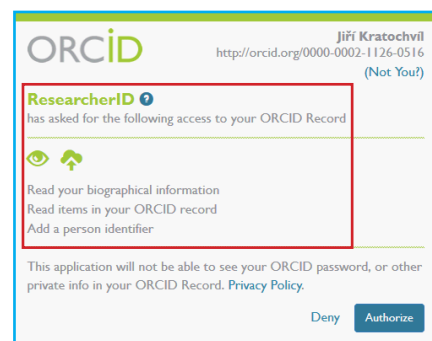 ORCiD
Jiří Kratochvíl
http://orcid.org/0000-0002-1126-0516
(Not You?)
ResearcherID ?
has asked for the following access to your ORCID Record
Read your biographical information
Read items in your ORCID record
Add a person identifier
This application will not be able to see your ORCID password, or other
private info in your ORCID Record. Privacy Policy.
Deny Authorize